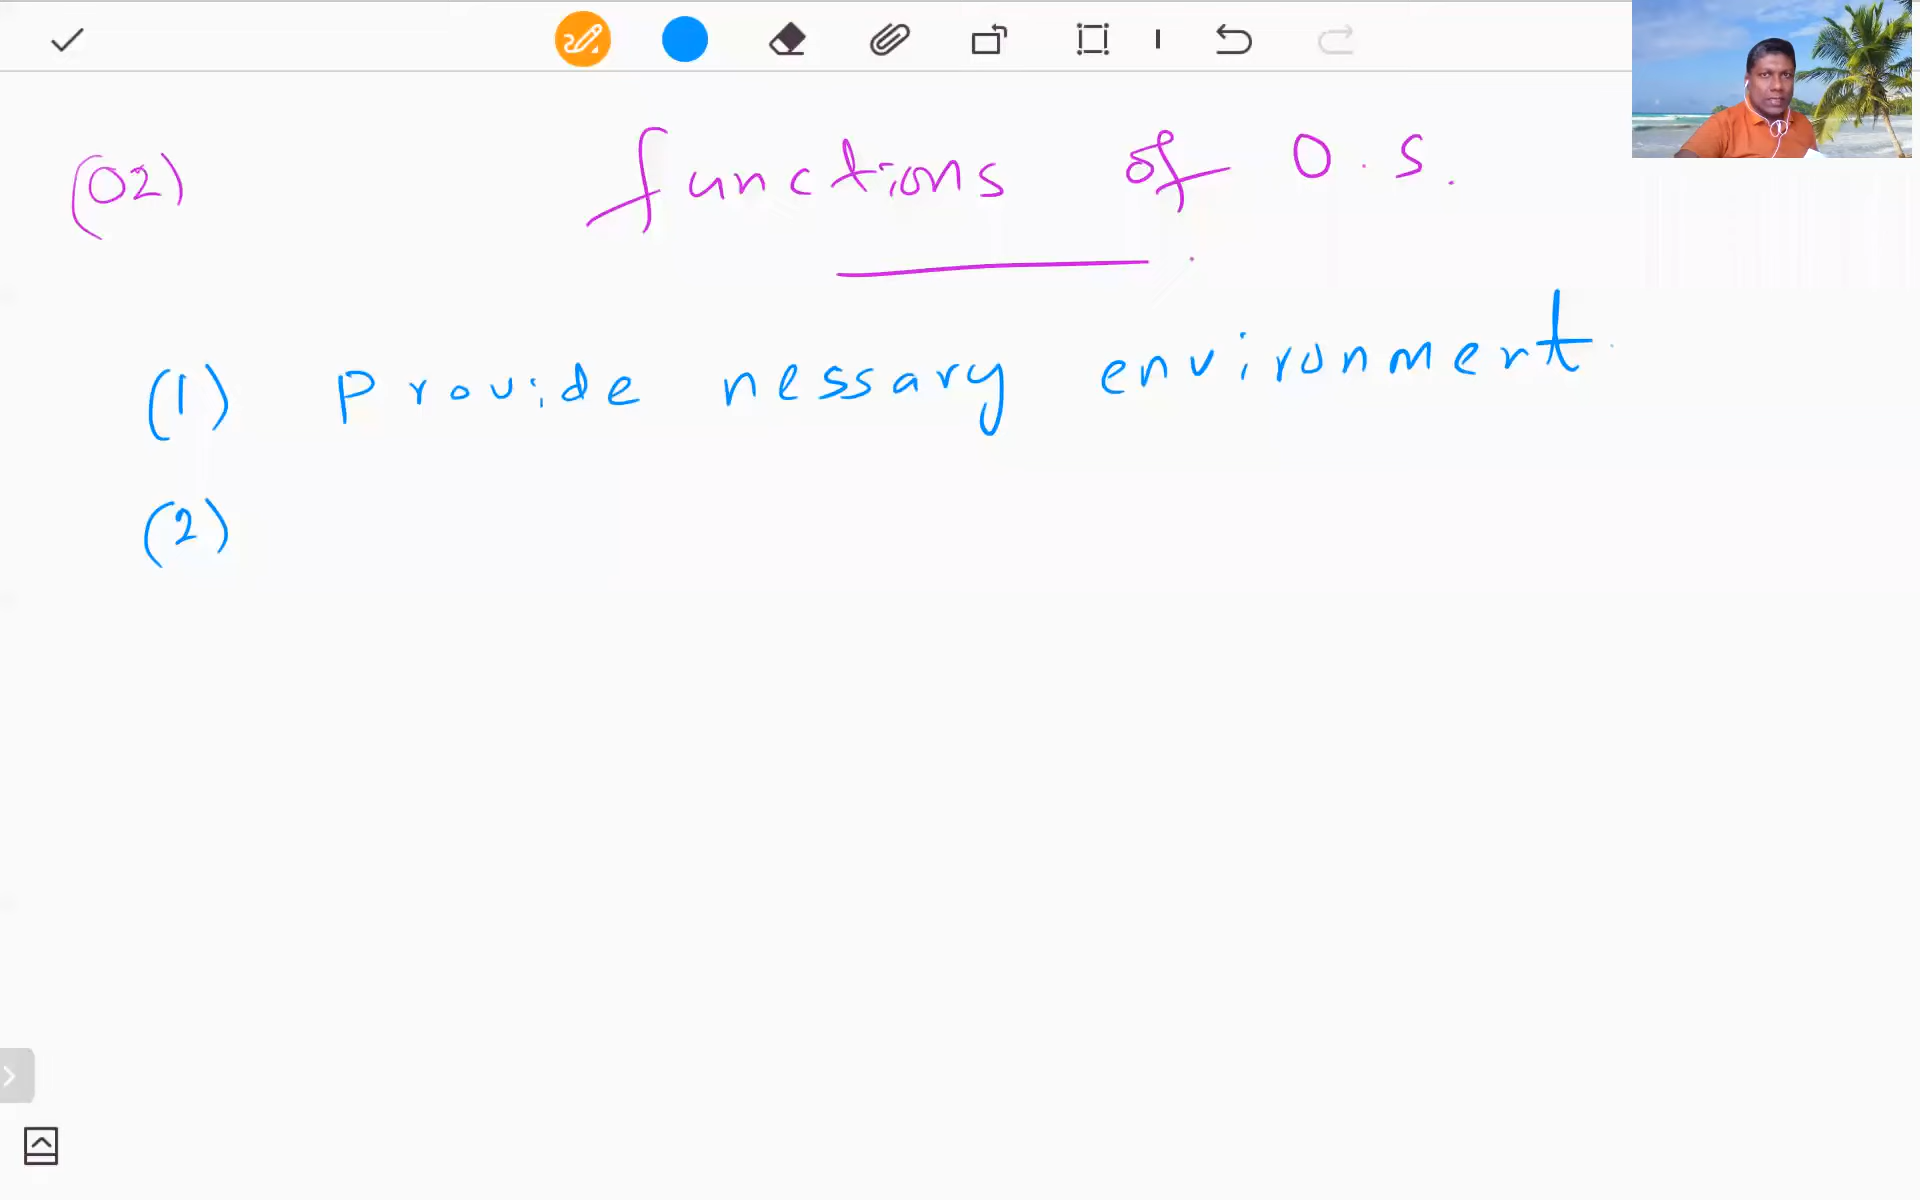 (02) functions of O.S.
(1) Provide nessary environment
(2)